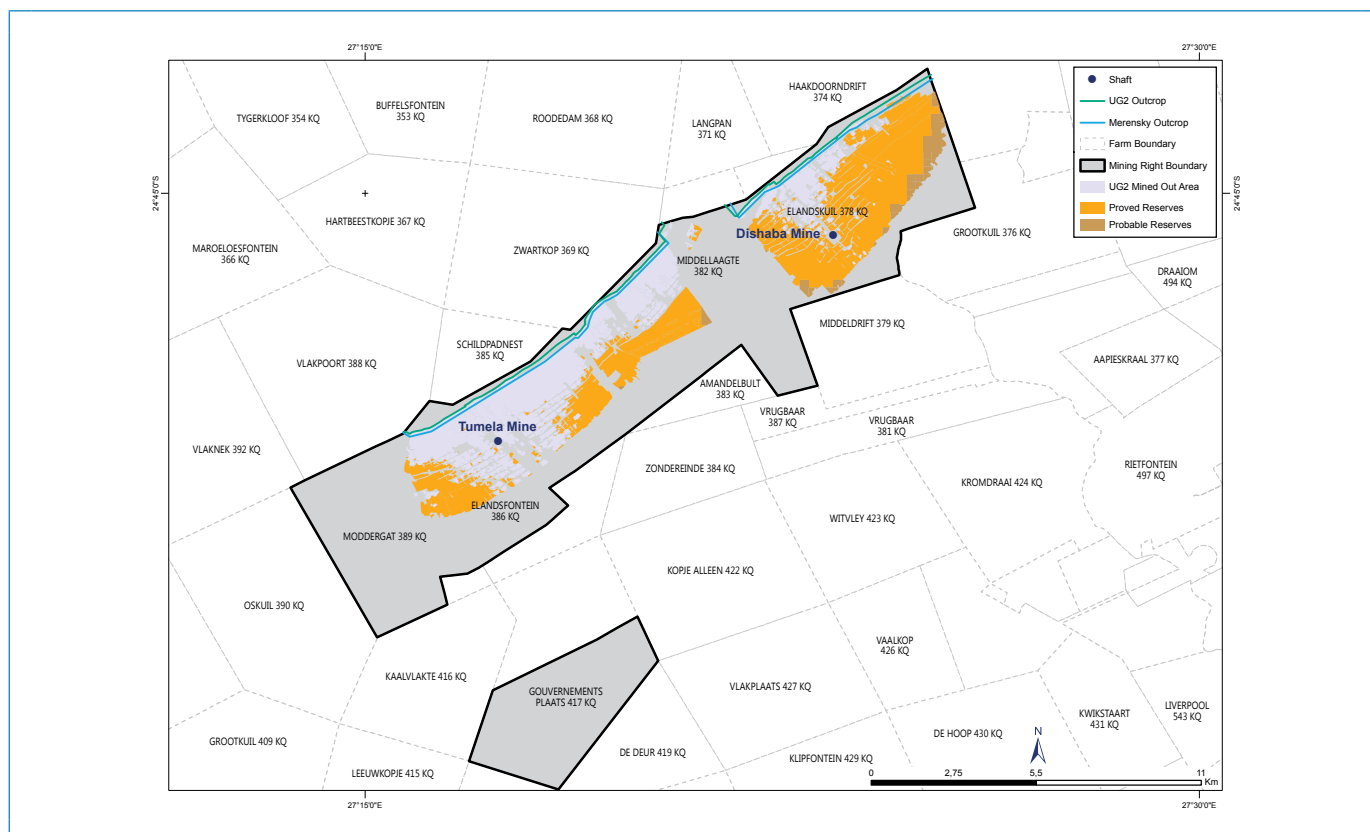 27°15'0"E
27°30'0"E
HAAKDOORNDRIFT
374 KQ
Shaft
UG2 Outcrop
Merensky Outcrop
Farm Boundary
Mining Right Boundary
UG2 Mined Out Area
Proved Reserves
Probable Reserves
BUFFELSFONTEIN
353 KQ
TYGERKLOOF 354 KQ
ROODEDAM 368 KQ
LANGPAN
371 KQ
24°45'0"S
24°45'0"S
HARTBEESTKOPJE 367 KQ
ELANDSKUIL 378 KQ
Dishaba Mine
GROOTKUIL 376 KQ
MAROELOESFONTEIN
366 KQ
ZWARTKOP 369 KQ
MIDDELLAAGTE
382 KQ
DRAAIOM
494 KQ
MIDDELDRIFT 379 KQ
SCHILDPADNEST
385 KQ
VLAKPOORT 388 KQ
AAPIESKRAAL 377 KQ
AMANDELBULT
383 KQ
VRUGBAAR
387 KQ
VRUGBAAR
381 KQ
Tumela Mine
VLAKNEK 392 KQ
ZONDEREINDE 384 KQ
RIETFONTEIN
497 KQ
KROMDRAAI 424 KQ
ELANDSFONTEIN
386 KQ
WITVLEY 423 KQ
MODDERGAT 389 KQ
KOPJE ALLEEN 422 KQ
OSKUIL 390 KQ
VAALKOP
426 KQ
KAALVLAKTE 416 KQ
GOUVERNEMENTS
PLAATS 417 KQ
VLAKPLAATS 427 KQ
LIVERPOOL
543 KQ
KWIKSTAART
431 KQ
GROOTKUIL 409 KQ
DE DEUR 419 KQ
DE HOOP 430 KQ
N
KLIPFONTEIN 429 KQ
LEEUWKOPJE 415 KQ
0 2,75 5,5 11
Km
27°15'0"E
27°30'0"E